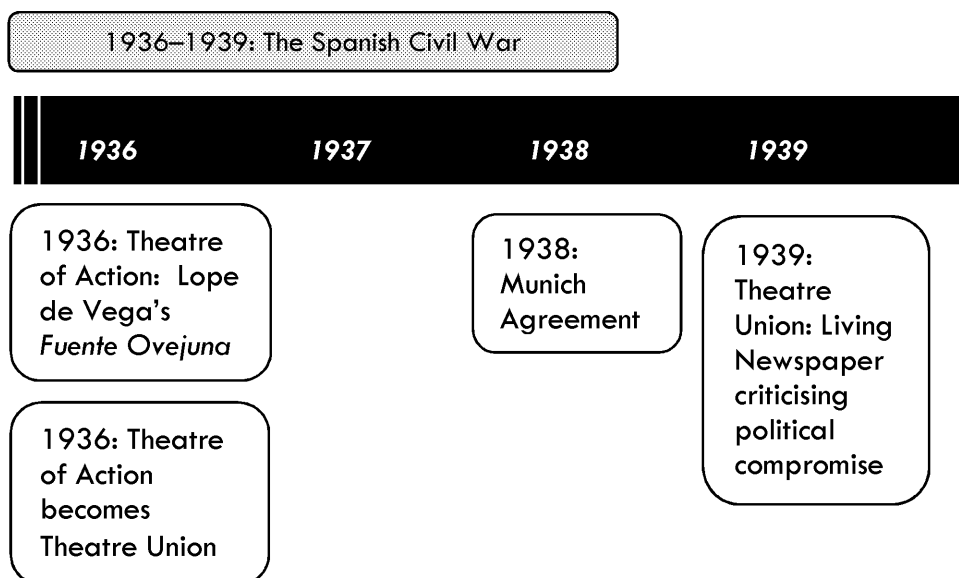 1936–1939: The Spanish Civil War
1936
1937
1938
1939
1936: Theatre
of Action:  Lope
de Vega’s
Fuente Ovejuna
1936: Theatre
of Action
becomes
Theatre Union
1938:
Munich
Agreement
1939:
Theatre
Union: Living
Newspaper
criticising
political
compromise